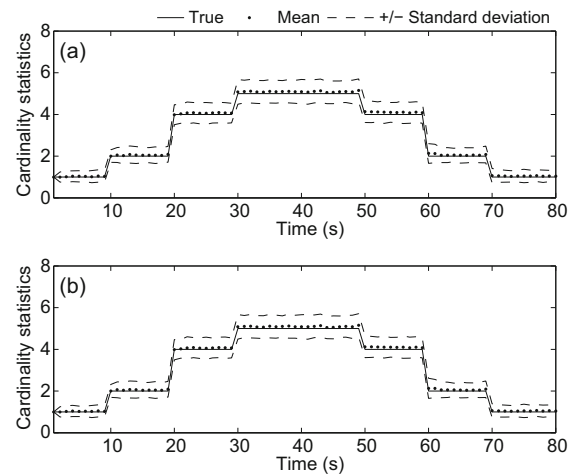 True Mean +/− Standard deviation
(a)
Cardinality statistics
8
6
4
2
0
10 20 30 40 50 60 70 80
Time (s)
(b)
Cardinality statistics
8
6
4
2
0
10 20 30 40 50 60 70 80
Time (s)